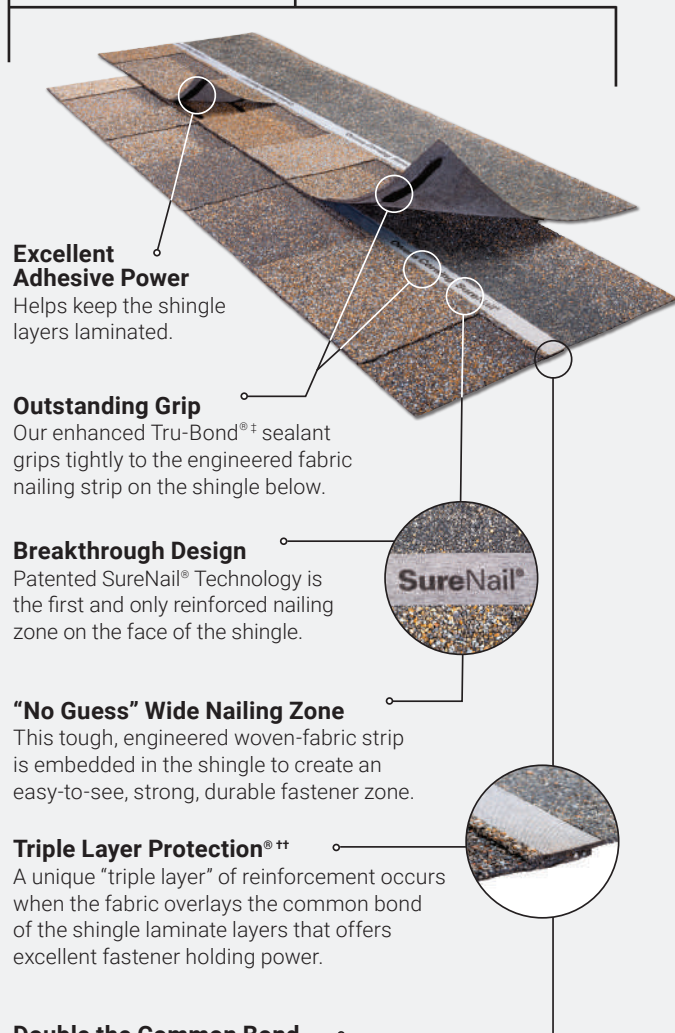 Excellent
Adhesive Power
Helps keep the shingle
layers laminated.
Outstanding Grip
Our enhanced Tru-Bond®‡ sealant
grips tightly to the engineered fabric
nailing strip on the shingle below.
Breakthrough Design
Patented SureNail® Technology is
the first and only reinforced nailing
zone on the face of the shingle.
SureNail®
“No Guess” Wide Nailing Zone
This tough, engineered woven-fabric strip
is embedded in the shingle to create an
easy-to-see, strong, durable fastener zone.
Triple Layer Protection®††
A unique “triple layer” of reinforcement occurs
when the fabric overlays the common bond
of the shingle laminate layers that offers
excellent fastener holding power.
Double the Common Bond